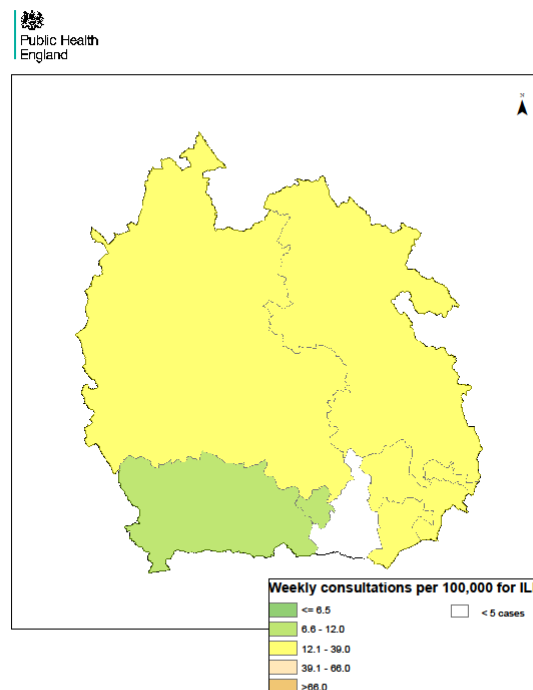 Public Health
England
N
Weekly consultations per 100,000 for IL
<= 6.5
< 5 cases
6.6 - 12.0
12.1 - 39.0
39.1 - 66.0
>66.0